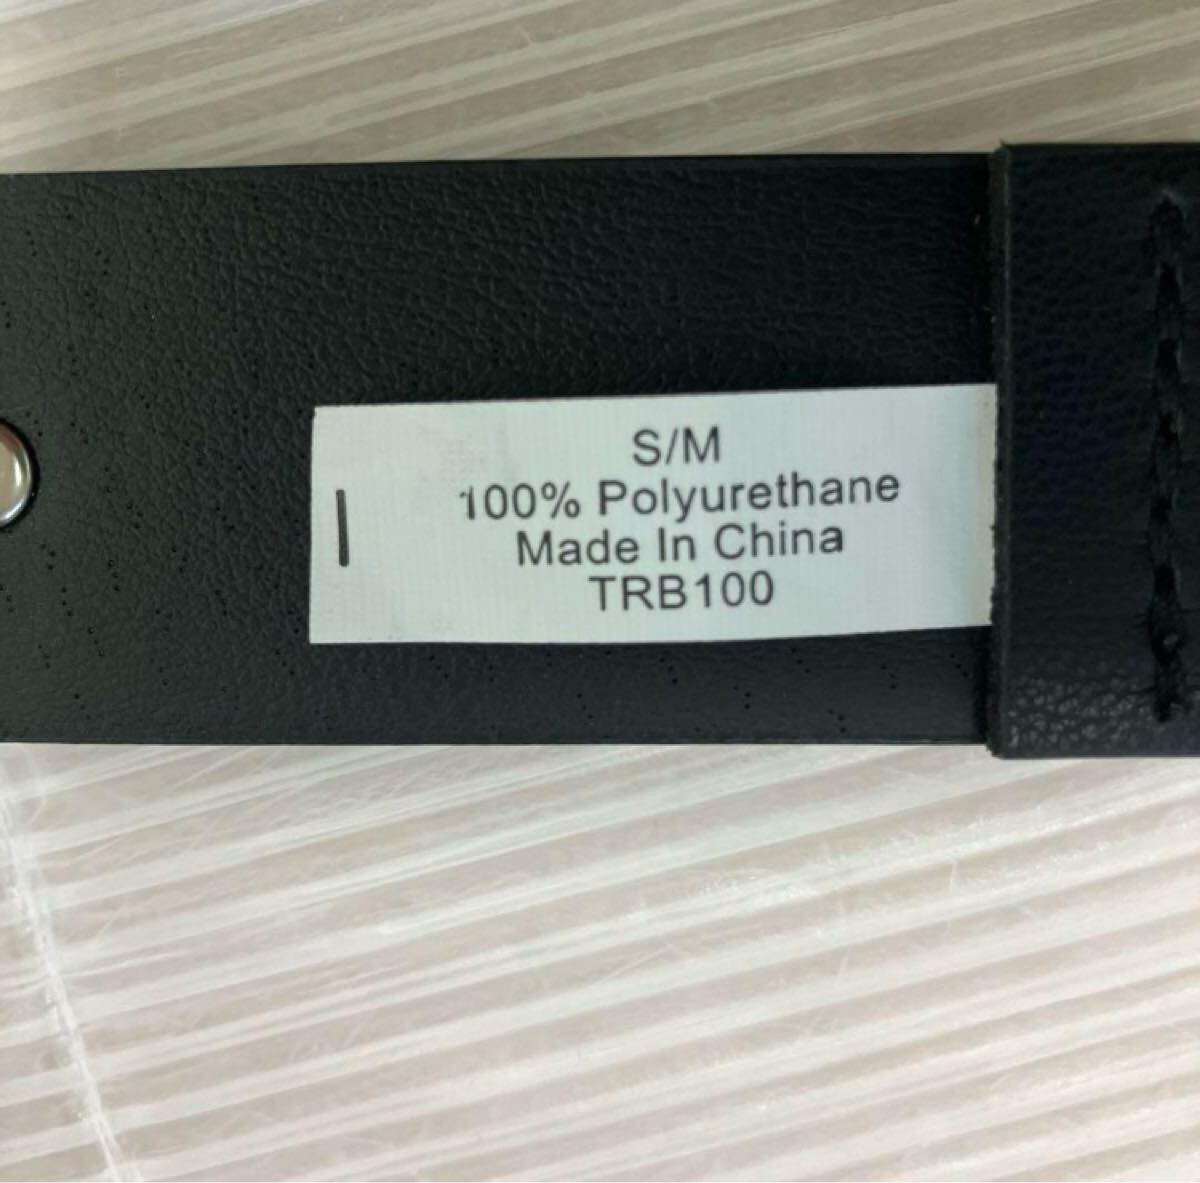 S/M
100% Polyurethane
Made In China
TRB100